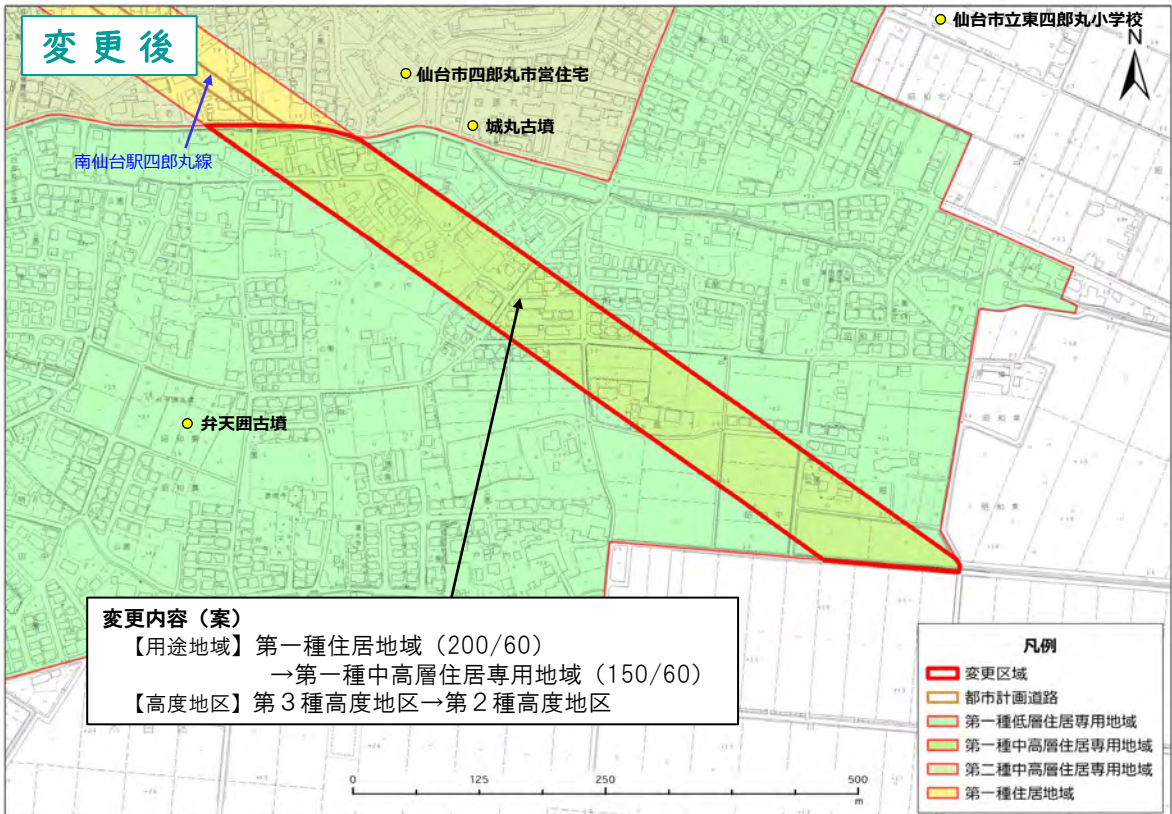 変更後
仙台市立東四郎丸小学校
N
仙台市四郎丸市営住宅
城丸古墳
南仙台駅四郎丸線
弁天囲古墳
変更内容（案）
【用途地域】第一種住居地域（200/60）
→第一種中高層住居専用地域（150/60）
【高度地区】第３種高度地区→第２種高度地区
凡例
変更区域
都市計画道路
第一種低層住居専用地域
第一種中高層住居専用地域
第二種中高層住居専用地域
第一種住居地域
0 125 250 500
m